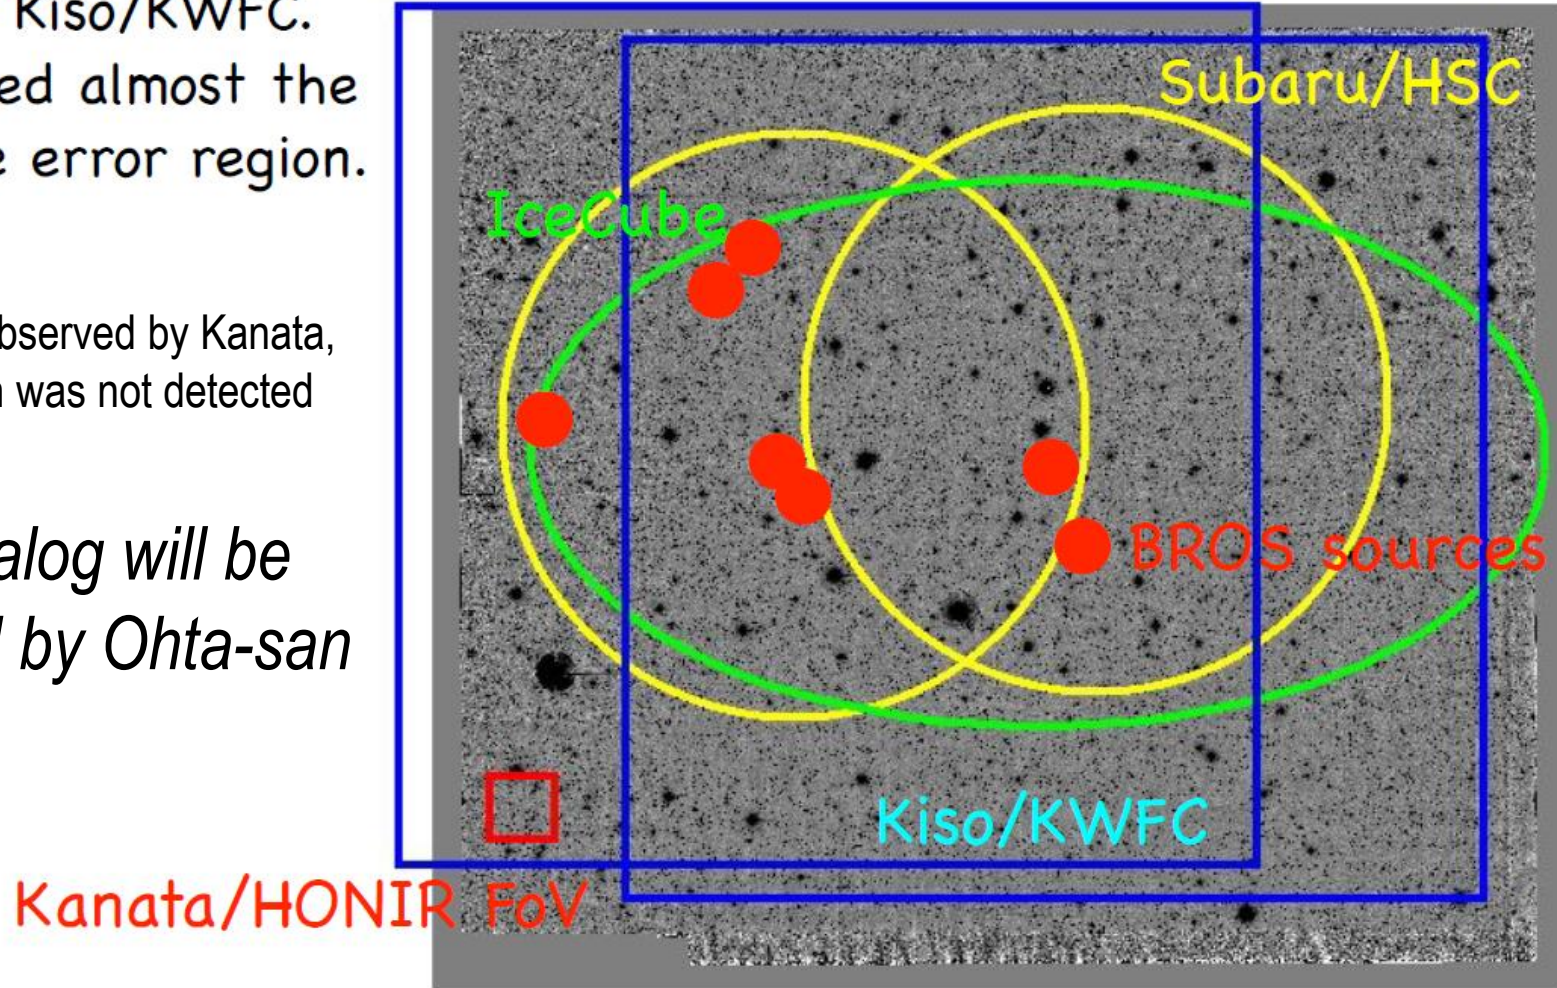 Kiso/KWFC.
ed almost the
e error region.
bserved by Kanata,
n was not detected
alog will be
by Ohta-san
Subaru/HSC
IceCube
BROS sources
Kiso/KWFC
Kanata/HONIR FoV